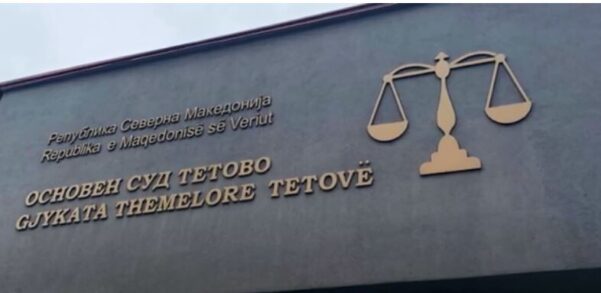 Република Северна Македонија
Republika e Maqedonisë së Veriut
ОСНОВЕН СУД ТЕТОВО
GJYKATA THEMELORE TETOVË